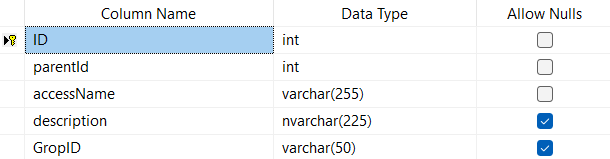 Column Name Data Type Allow Nulls
ID int
parentId int
accessName varchar(255)
description nvarchar(225)
GropID varchar(50)